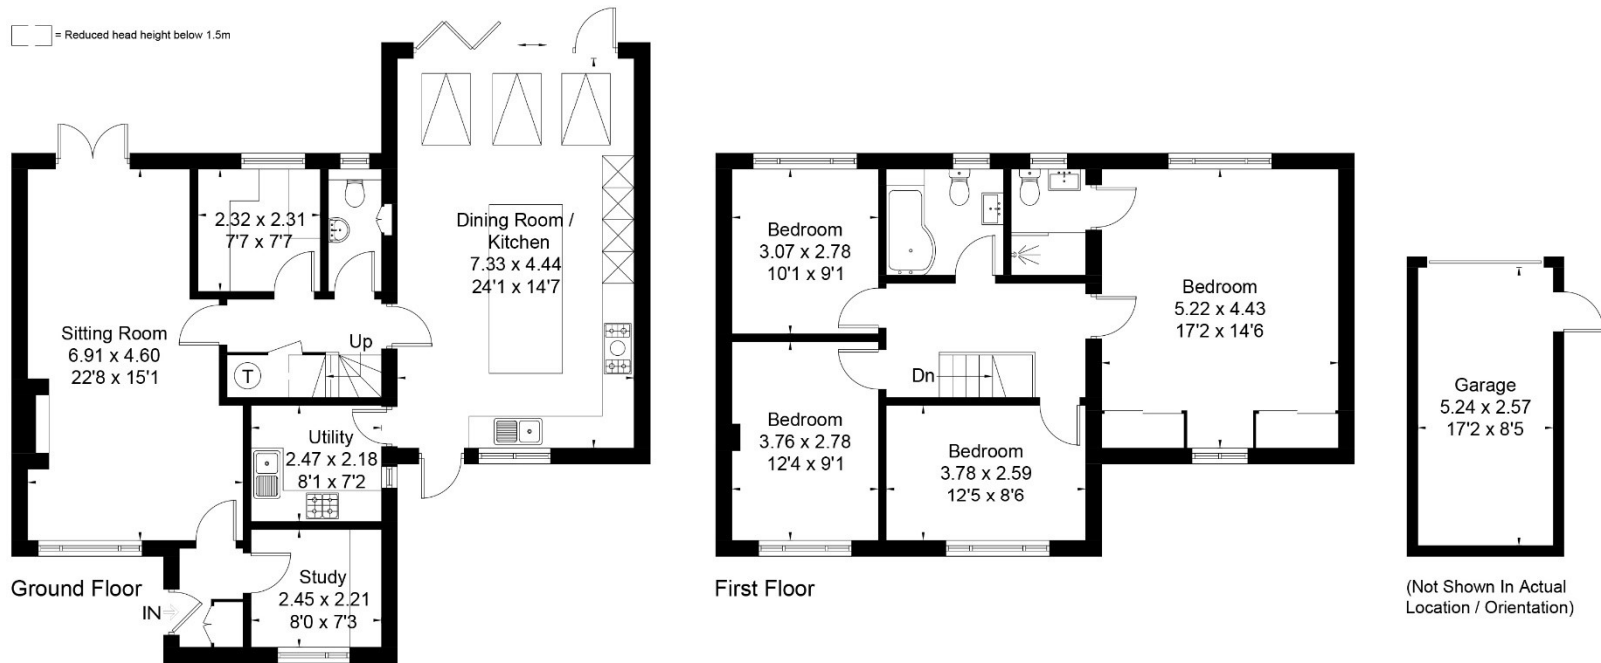 = Reduced head height below 1.5m
2.32 x 2.31
7'7 x 7'7
Dining Room /
Kitchen
7.33 x 4.44
24'1 x 14'7
Sitting Room
6.91 x 4.60
22'8 x 15'1
Up
T
Utility
2.47 x 2.18
8'1 x 7'2
Study
2.45 x 2.21
8'0 x 7'3
IN
Ground Floor
Bedroom
3.07 x 2.78
10'1 x 9'1
Bedroom
5.22 x 4.43
17'2 x 14'6
Dn
Bedroom
3.76 x 2.78
12'4 x 9'1
Bedroom
3.78 x 2.59
12'5 x 8'6
First Floor
Garage
5.24 x 2.57
17'2 x 8'5
(Not Shown In Actual
Location / Orientation)